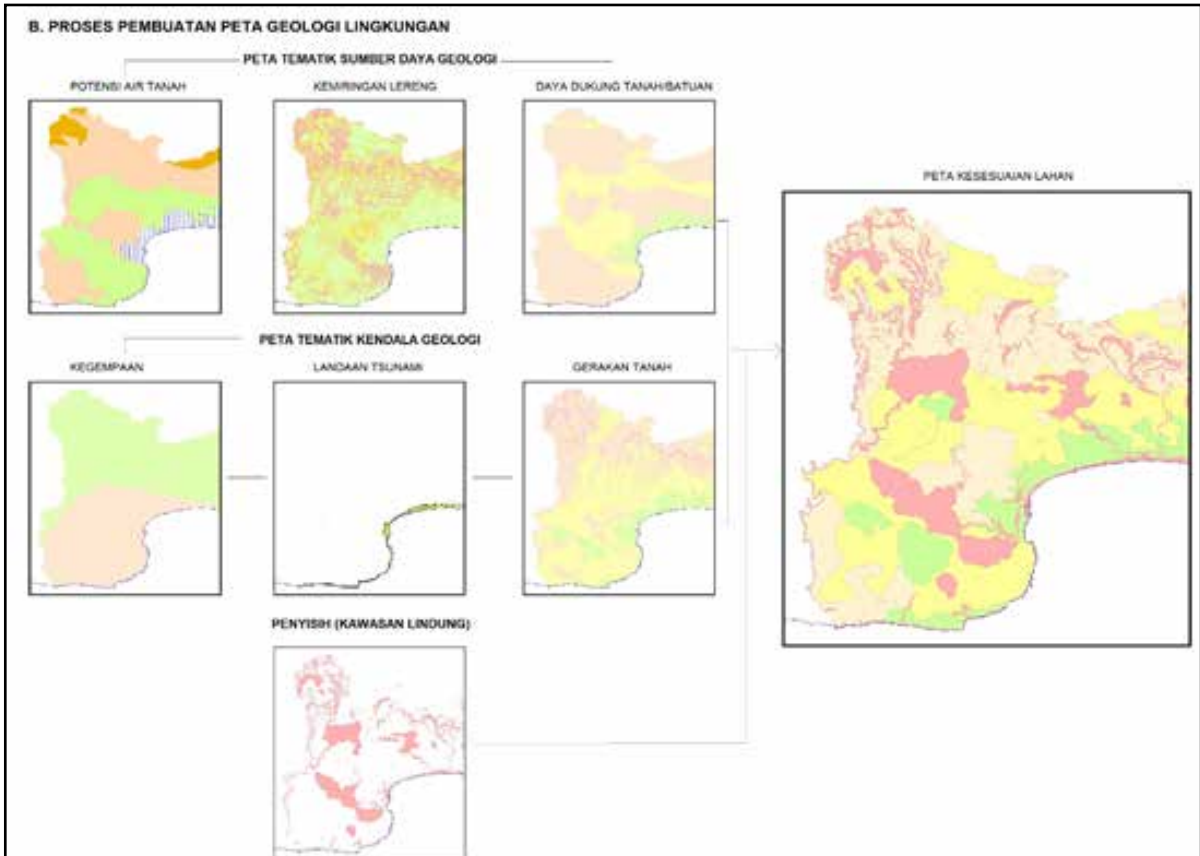 B. PROSES PEMBUATAN PETA GEOLOGI LINGKUNGAN
PETA TEMATIK SUMBER DAYA GEOLOGI
POTENSI AIR TANAH
KEMIRINGAN LERENG
DAYA DUKUNG TANAH/BATUAN
PETA KESESUAIAN LAHAN
PETA TEMATIK KENDALA GEOLOGI
KEGEMPAAN
LANDAAN TSUNAMI
GERAKAN TANAH
PENYISIH (KAWASAN LINDUNG)